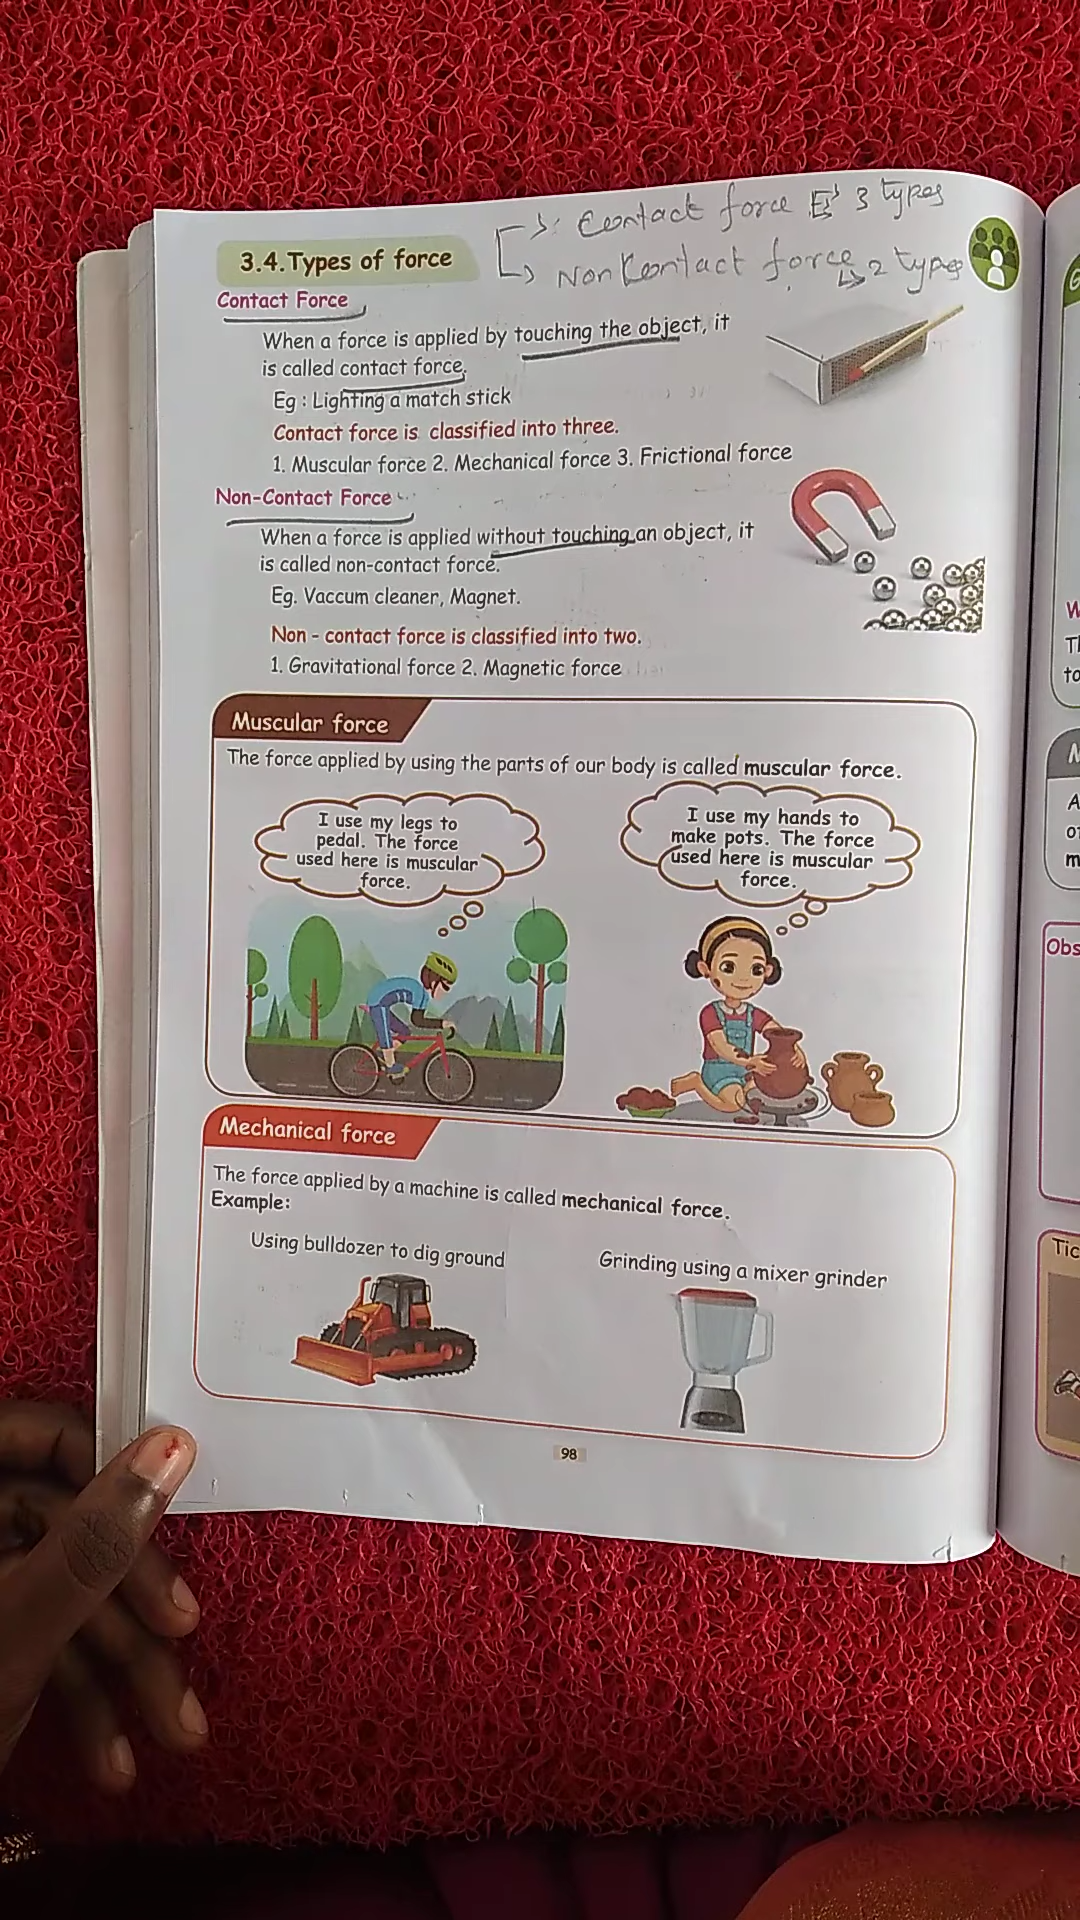 : Contact force 3 types
Non Contact force 2 types
3.4.Types of force
Contact Force
When a force is applied by touching the object, it
is called contact force.
Eg : Lighting a match stick
Contact force is classified into three.
1. Muscular force 2. Mechanical force 3. Frictional force
Non-Contact Force
When a force is applied without touching an object, it
is called non-contact force.
Eg. Vaccum cleaner, Magnet.
Non - contact force is classified into two.
1. Gravitational force 2. Magnetic force
Muscular force
The force applied by using the parts of our body is called muscular force.
I use my legs to
pedal. The force
used here is muscular
force.
I use my hands to
make pots. The force
used here is muscular
force.
Mechanical force
The force applied by a machine is called mechanical force.
Example:
Using bulldozer to dig ground
Grinding using a mixer grinder
98
Obs
Tic